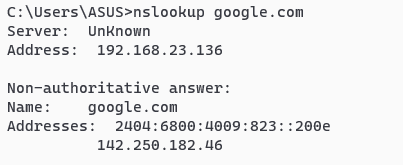 C:\Users\ASUS>nslookup google.com
Server:  UnKnown
Address:  192.168.23.136

Non-authoritative answer:
Name:    google.com
Addresses:  2404:6800:4009:823::200e
          142.250.182.46